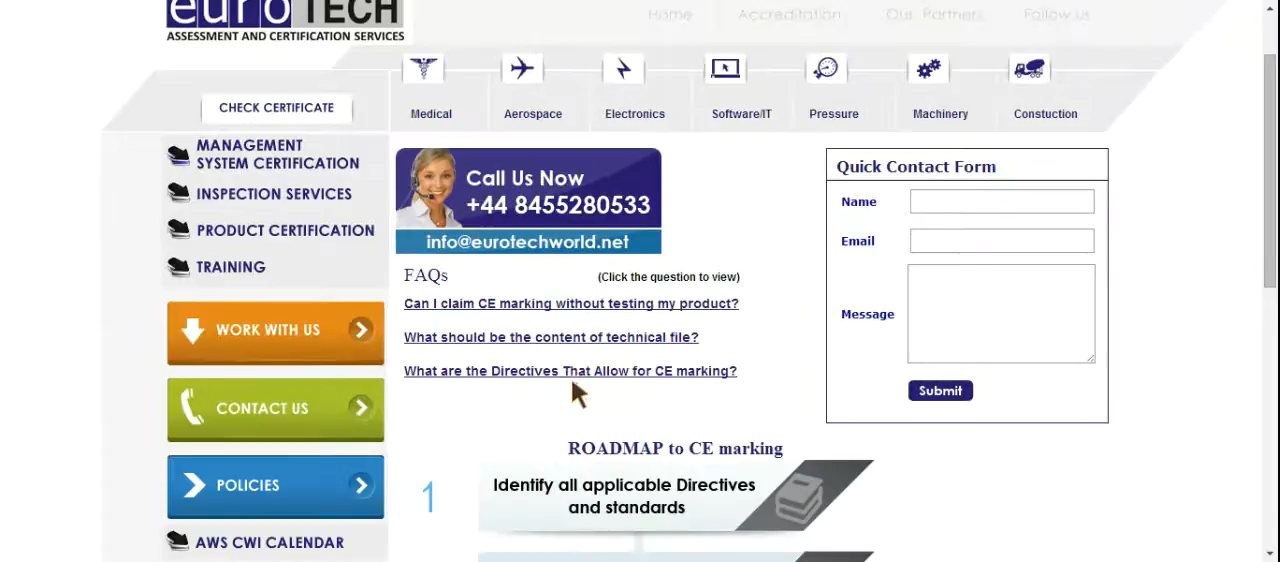 euro TECH
ASSESSMENT AND CERTIFICATION SERVICES
Home Accreditation Our Partners Follow us
CHECK CERTIFICATE
Medical Aerospace Electronics Software/IT Pressure Machinery Constuction
MANAGEMENT
SYSTEM CERTIFICATION
INSPECTION SERVICES
PRODUCT CERTIFICATION
TRAINING
WORK WITH US
CONTACT US
POLICIES
AWS CWI CALENDAR
Call Us Now
+44 8455280533
info@eurotechworld.net
FAQs (Click the question to view)
Can I claim CE marking without testing my product?
What should be the content of technical file?
What are the Directives That Allow for CE marking?
ROADMAP to CE marking
1
Identify all applicable Directives
and standards
Quick Contact Form
Name
Email
Message
Submit